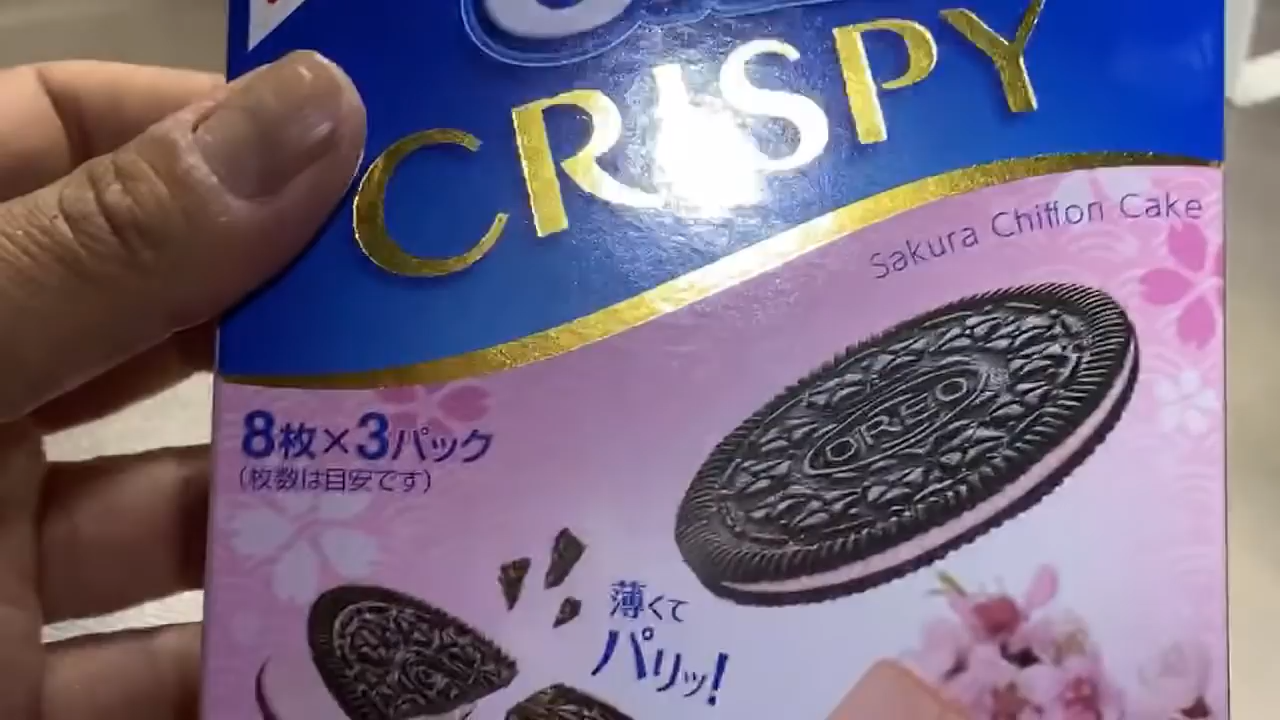 CRISPY
Sakura Chiffon Cake
OREO
8枚×3パック
(枚数は目安です)
薄くて
パリッ!